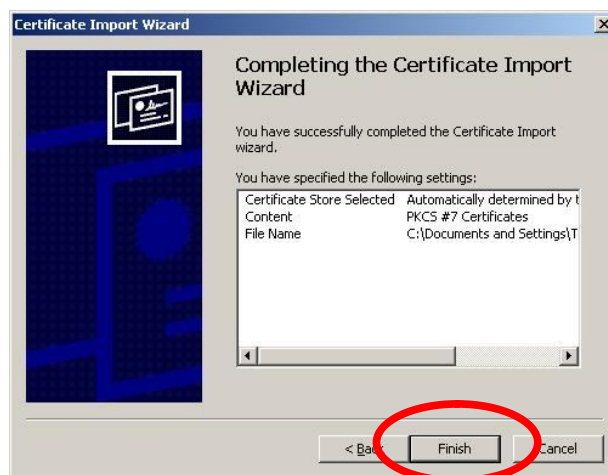 Certificate Import Wizard
Completing the Certificate Import
Wizard
You have successfully completed the Certificate Import
wizard.
You have specified the following settings:
Certificate Store Selected Automatically determined by t
Content PKCS #7 Certificates
File Name C:\Documents and Settings\T
< Back Finish Cancel